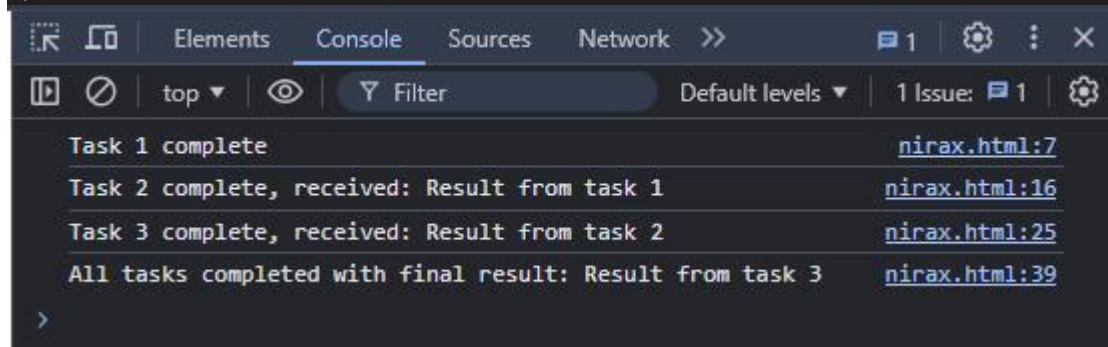 Elements Console Sources Network >> 1
top ▼ Filter Default levels ▼ 1 Issue: 1
Task 1 complete nirax.html:7
Task 2 complete, received: Result from task 1 nirax.html:16
Task 3 complete, received: Result from task 2 nirax.html:25
All tasks completed with final result: Result from task 3 nirax.html:39
>